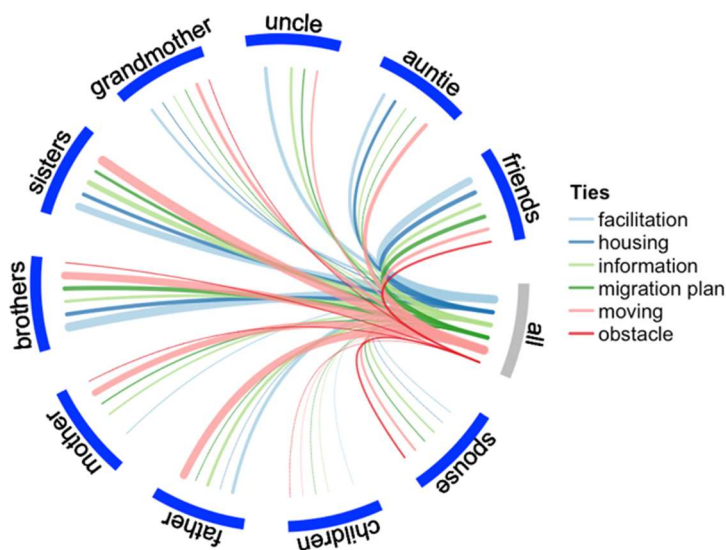 uncle
auntie
friends
all
spouse
children
father
mother
brothers
sisters
grandmother
Ties
facilitation
housing
information
migration plan
moving
obstacle